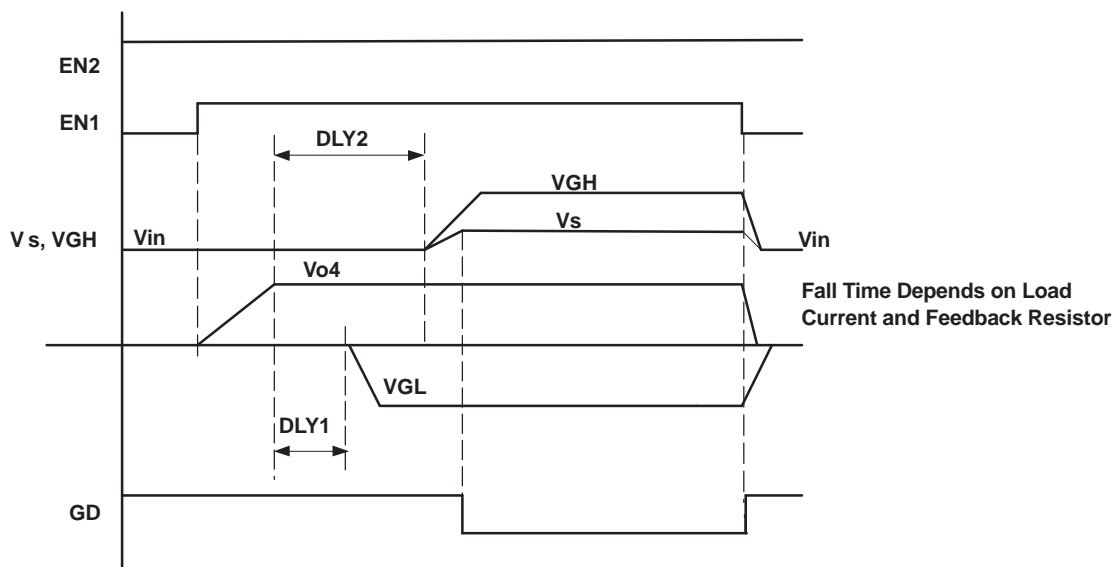 EN2
EN1
DLY2
VGH
Vs
Vs, VGH
Vin
Vin
Vo4
Fall Time Depends on Load
Current and Feedback Resistor
VGL
DLY1
GD